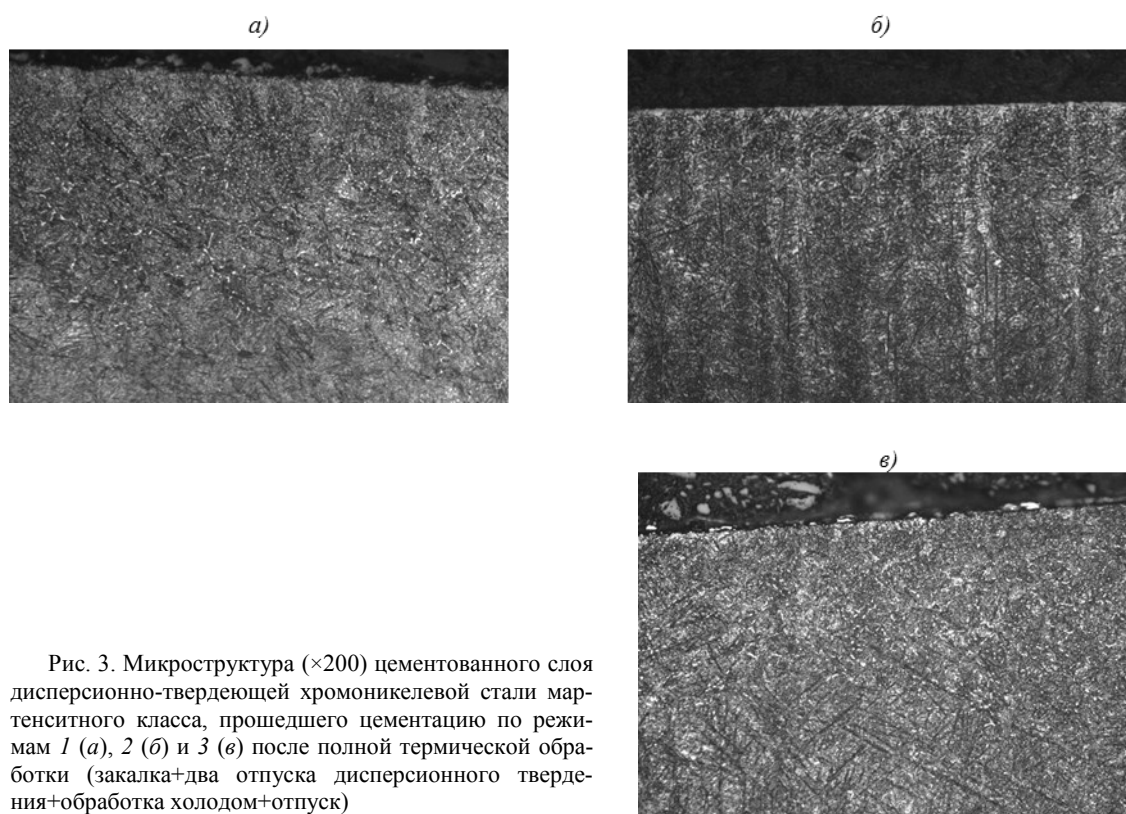 а)
б)
в)
Рис. 3. Микроструктура (×200) цементованного слоя
дисперсионно-твердеющей хромоникелевой стали мар-
тенситного класса, прошедшего цементацию по режи-
мам 1 (а), 2 (б) и 3 (в) после полной термической обра-
ботки (закалка+два отпуска дисперсионного тверде-
ния+обработка холодом+отпуск)